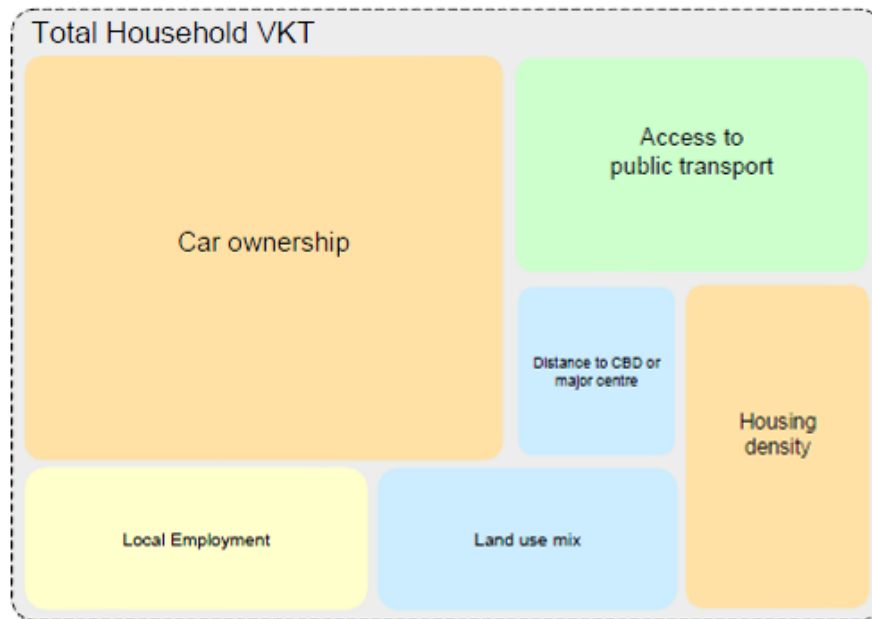 Total Household VKT
Car ownership
Access to
public transport
Distance to CBD or
major centre
Housing
density
Local Employment
Land use mix